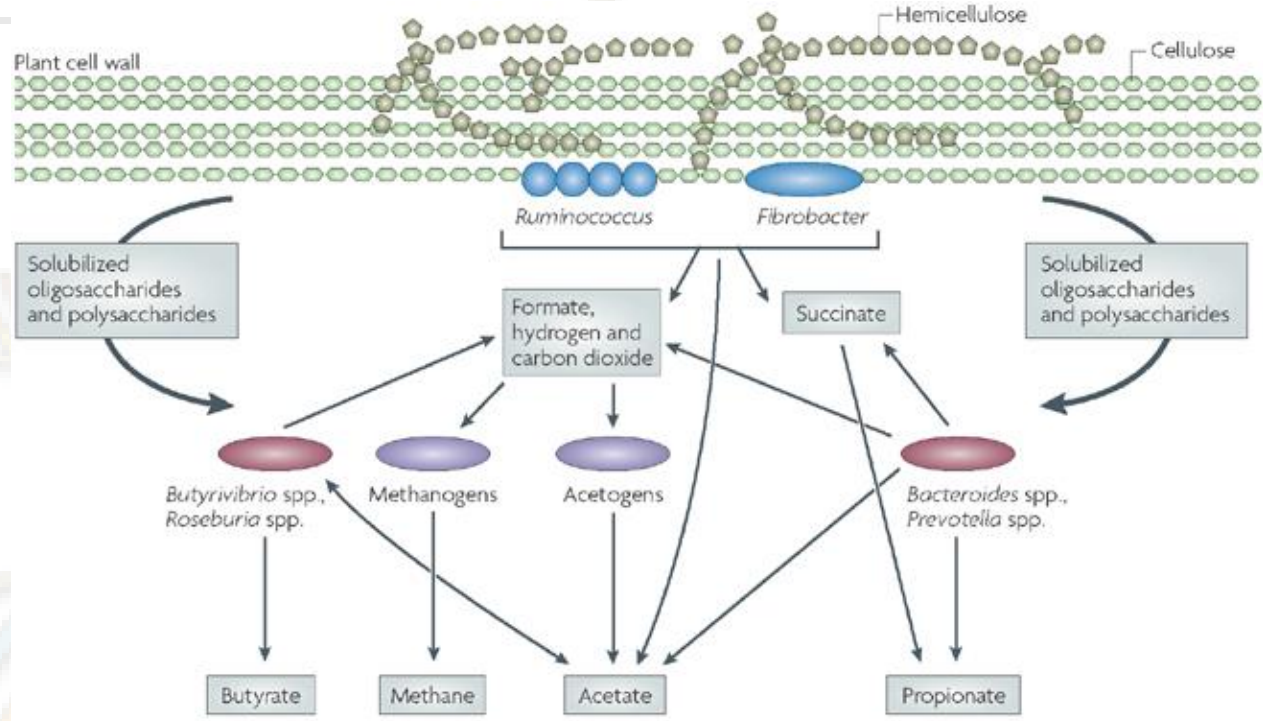 Hemicellulose
Plant cell wall
Cellulose
Ruminococcus
Fibrobacter
Solubilized
oligosaccharides
and polysaccharides
Formate,
hydrogen and
carbon dioxide
Succinate
Solubilized
oligosaccharides
and polysaccharides
Butyrivibrio spp.,
Roseburia spp.
Methanogens
Acetogens
Bacteroides spp.,
Prevotella spp.
Butyrate
Methane
Acetate
Propionate